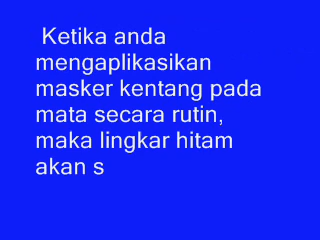 Ketika anda
mengaplikasikan
masker kentang pada
mata secara rutin,
maka lingkar hitam
akan s